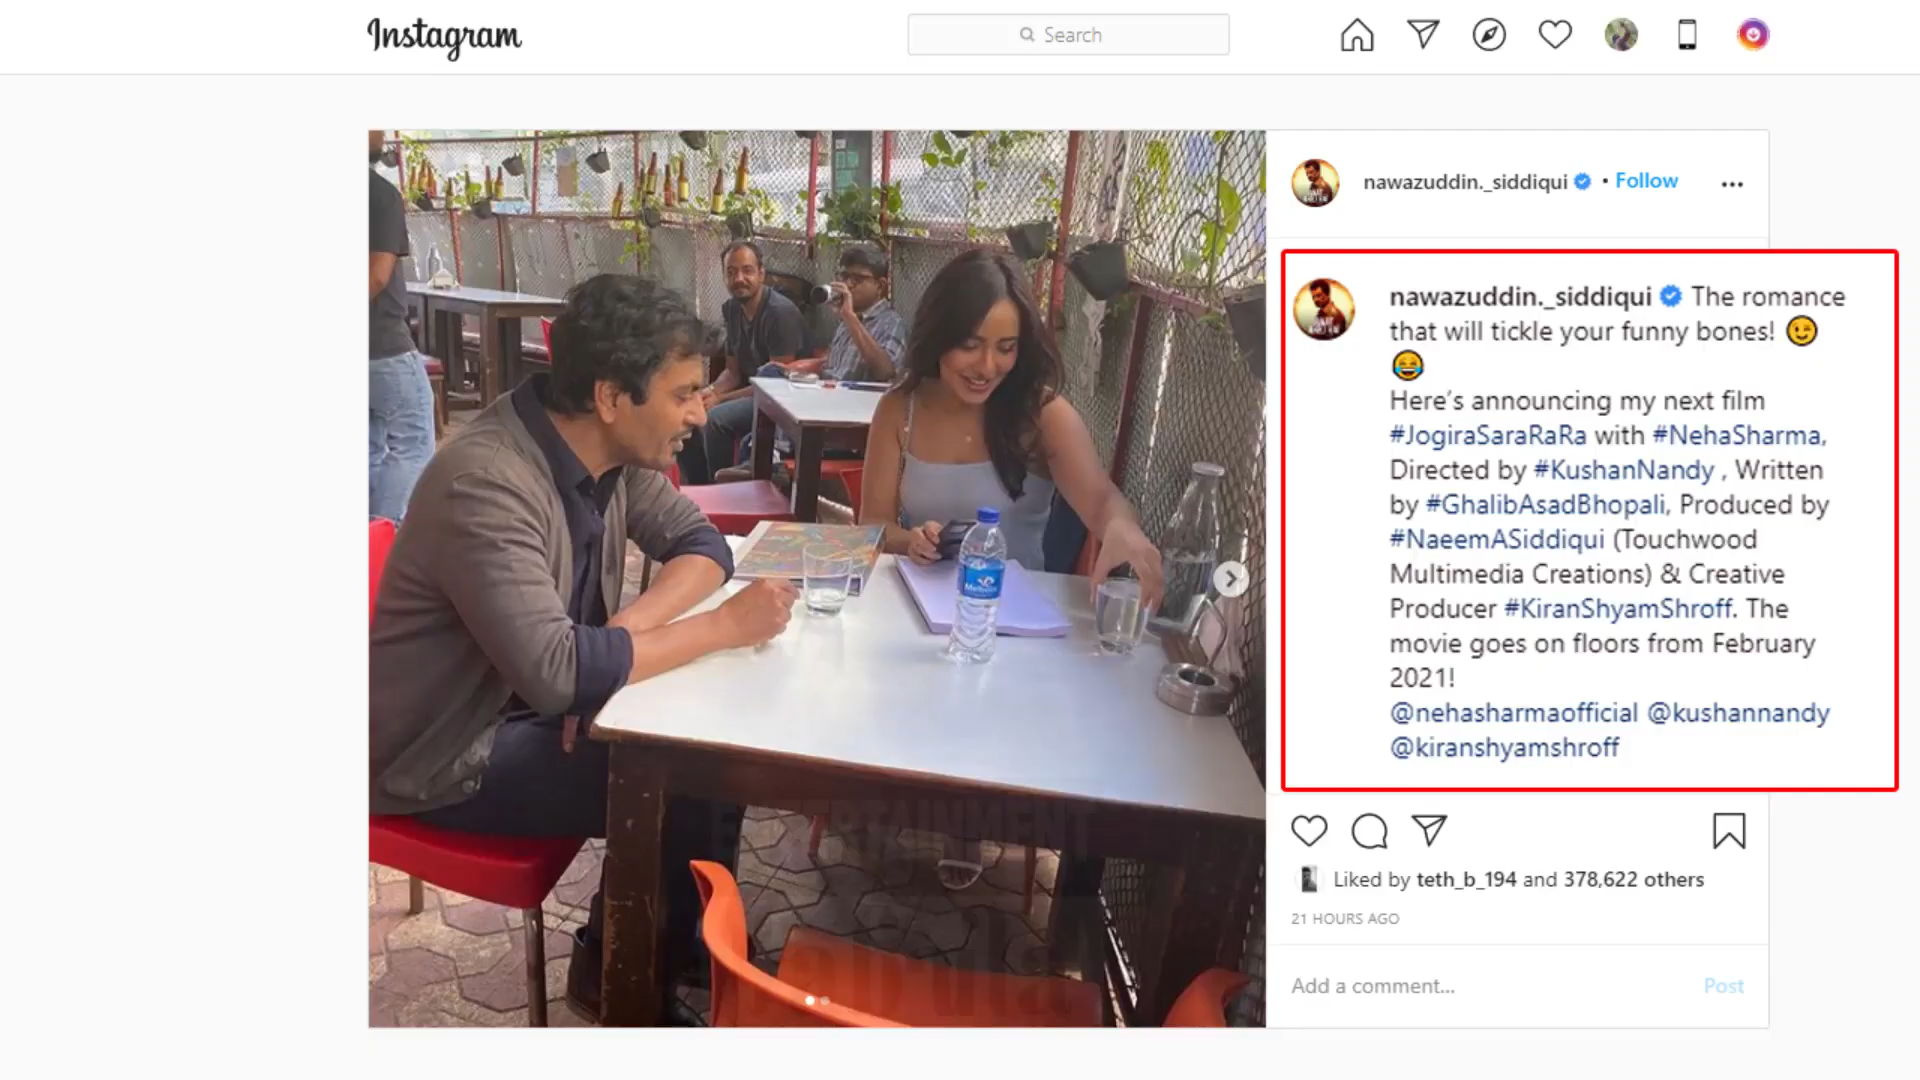 Instagram
Search
nawazuddin._siddiqui • Follow
nawazuddin._siddiqui The romance
that will tickle your funny bones! 😉
😂
Here's announcing my next film
#JogiraSaraRaRa with #NehaSharma,
Directed by #KushanNandy , Written
by #GhalibAsadBhopali, Produced by
#NaeemASiddiqui (Touchwood
Multimedia Creations) & Creative
Producer #KiranShyamShroff. The
movie goes on floors from February
2021!
@nehasharmaofficial @kushannandy
@kiranshyamshroff
Liked by teth_b_194 and 378,622 others
21 HOURS AGO
Add a comment... Post
ENTERTAINMENT